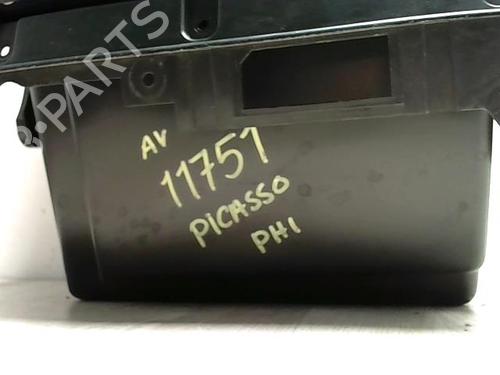 B-PARTS
AV
11751
PICASSO
PH1